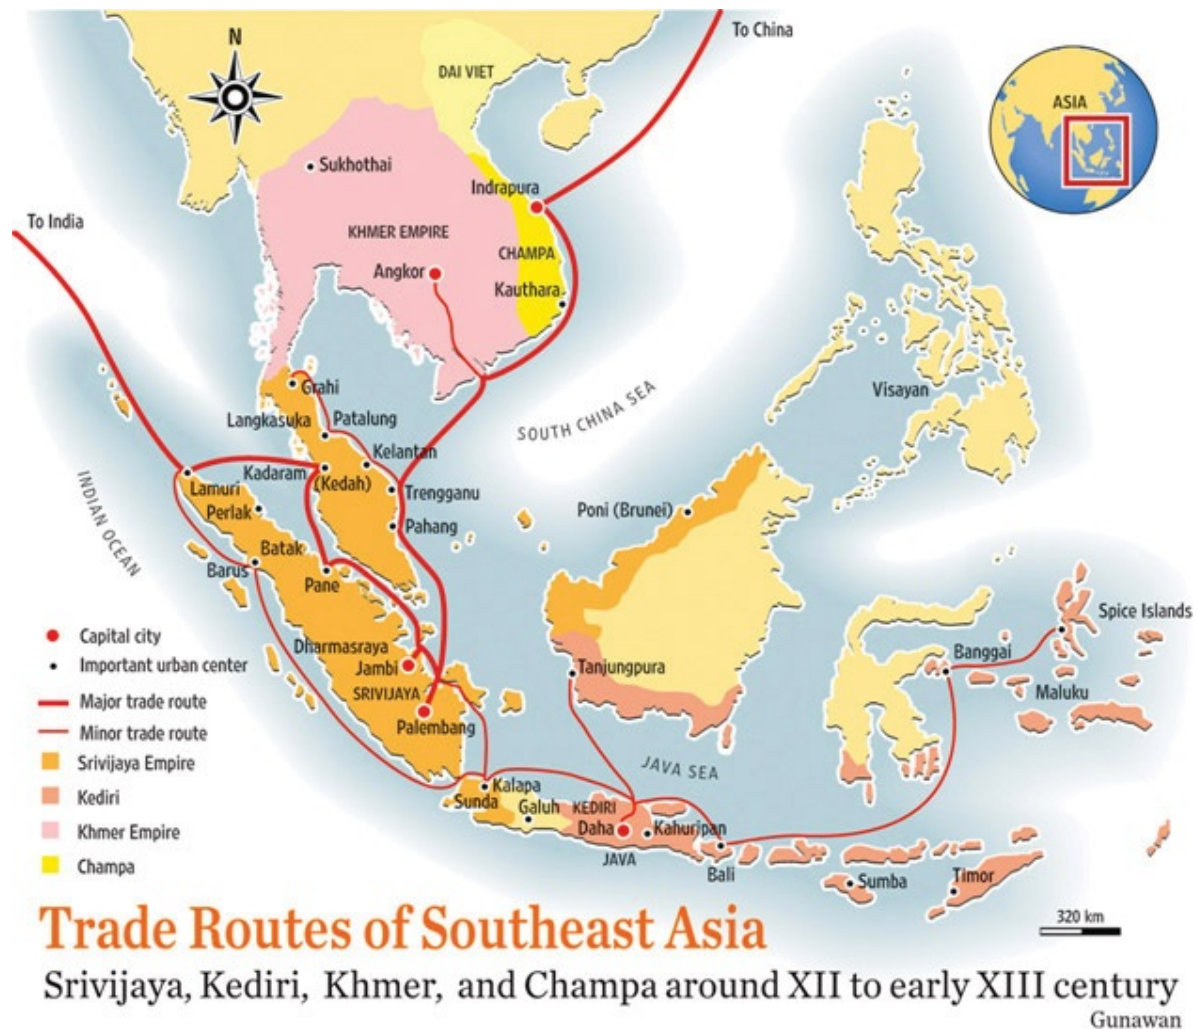 To China
N
DAI VIET
ASIA
Sukhothai
Indrapura
To India
KHMER EMPIRE
CHAMPA
Angkor
Kauthara
Grahi
Visayan
Langkasuka
Patalung
SOUTH CHINA SEA
Kelantan
Kadaram
(Kedah)
Lamuri
Trengganu
INDIAN OCEAN
Perlak
Poni (Brunei)
Pahang
Batak
Barus
Pane
Spice Islands
Capital city
Dharmasraya
Banggai
Important urban center
Jambi
Tanjungpura
SRIVIJAYA
Maluku
Major trade route
Palembang
Minor trade route
Srivijaya Empire
JAVA SEA
Kalapa
Kediri
Sunda
Galuh
KEDIRI
Khmer Empire
Daha
Kahuripan
JAVA
Champa
Bali
Sumba
Timor
320 km
Trade Routes of Southeast Asia
Srivijaya, Kediri, Khmer, and Champa around XII to early XIII century
Gunawan